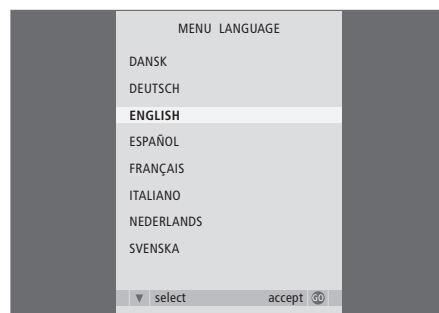 MENU LANGUAGE
DANSK
DEUTSCH
ENGLISH
ESPAÑOL
FRANÇAIS
ITALIANO
NEDERLANDS
SVENSKA
▼ select accept GO